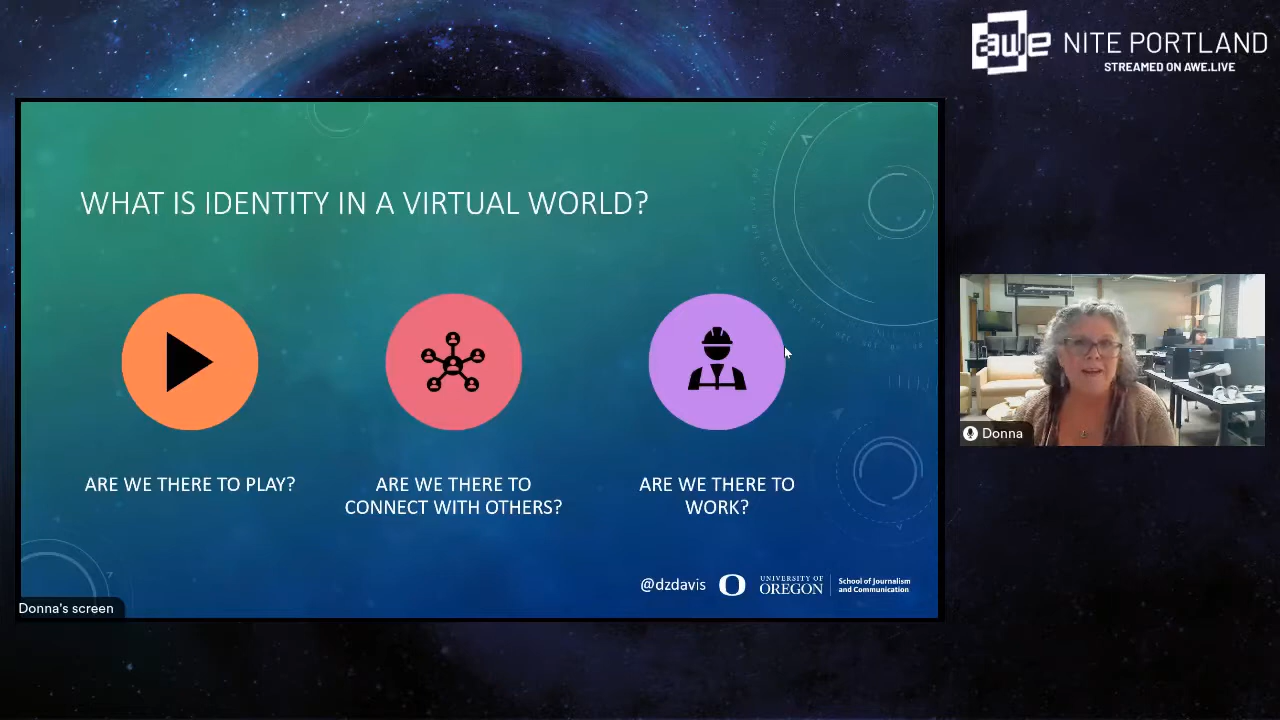 awe NITE PORTLAND
STREAMED ON AWE.LIVE
WHAT IS IDENTITY IN A VIRTUAL WORLD?
ARE WE THERE TO PLAY?
ARE WE THERE TO
CONNECT WITH OTHERS?
ARE WE THERE TO
WORK?
Donna
@dzdavis
O
UNIVERSITY OF
OREGON
School of Journalism
and Communication
Donna's screen